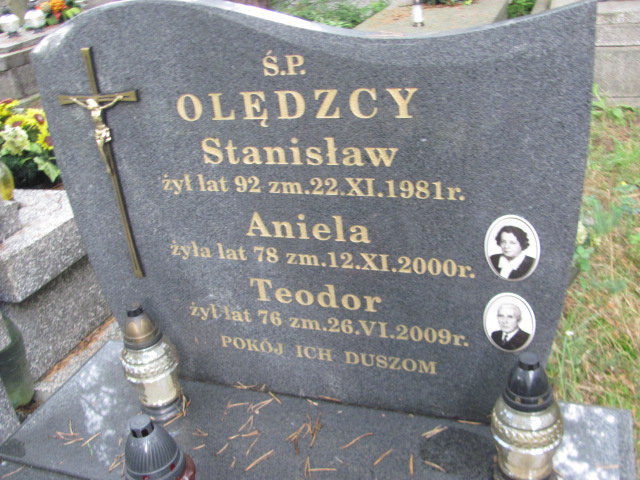 Ś.P.
OLĘDZCY
Stanisław
żył lat 92 zm.22.XI.1981r.
Aniela
żyła lat 78 zm.12.XI.2000r.
Teodor
żył lat 76 zm.26.VI.2009r.
POKÓJ ICH DUSZOM